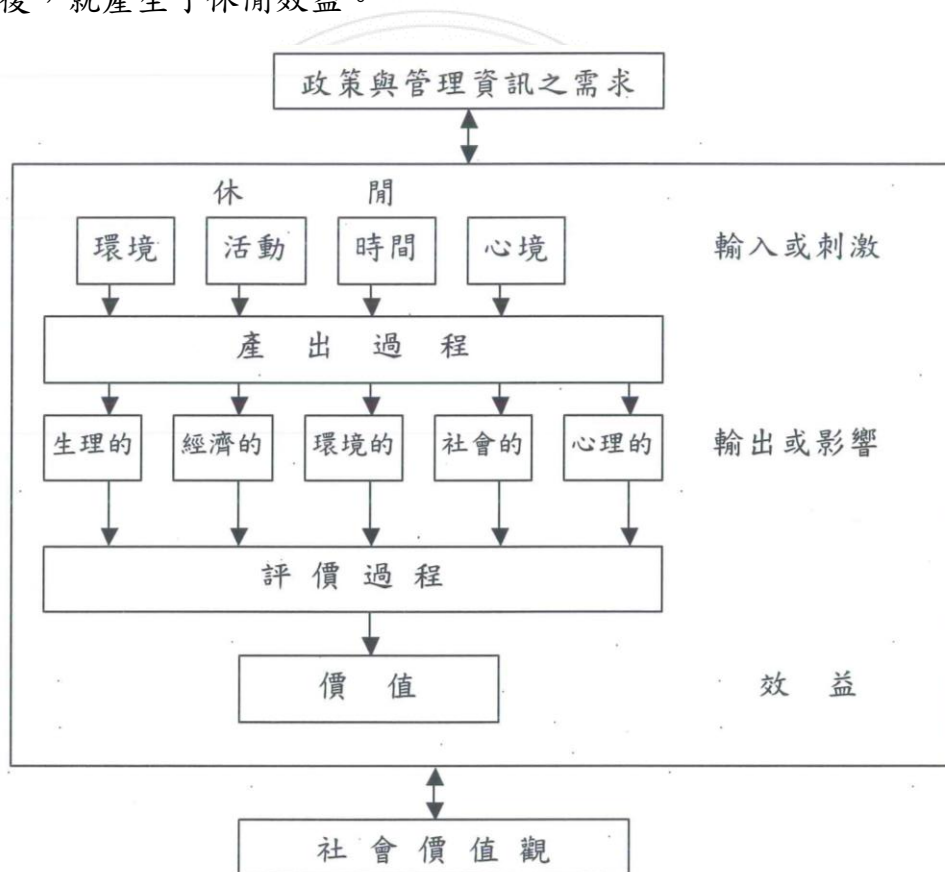 後，就產生了休閒效益。
政策與管理資訊之需求
休 閒
環境 活動 時間 心境 輸入或刺激
產 出 過 程
生理的 經濟的 環境的 社會的 心理的 輸出或影響
評 價 過 程
價 值 效 益
社 會 價 值 觀